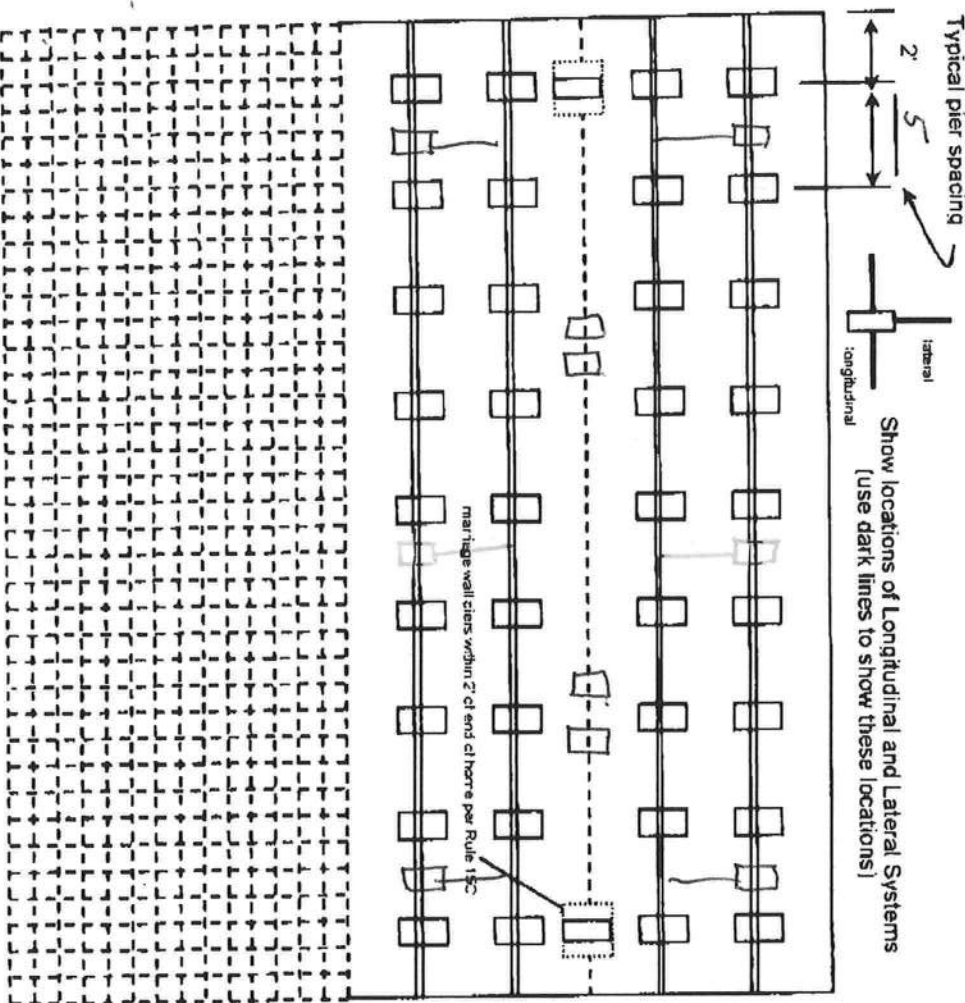 Typical pier spacing
2'
5
lateral
longitudinal
Show locations of Longitudinal and Lateral Systems
(use dark lines to show these locations)
marriage wall piers within 2' of end of home per Rule 15C